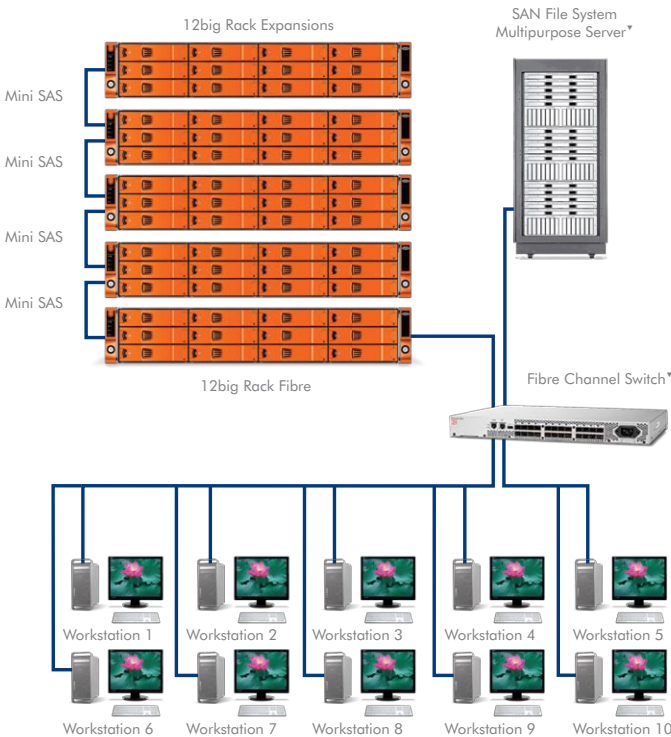 12big Rack Expansions
SAN File System
Multipurpose Server▼
Mini SAS
Mini SAS
Mini SAS
Mini SAS
12big Rack Fibre
Fibre Channel Switch▼
Workstation 1
Workstation 2
Workstation 3
Workstation 4
Workstation 5
Workstation 6
Workstation 7
Workstation 8
Workstation 9
Workstation 10